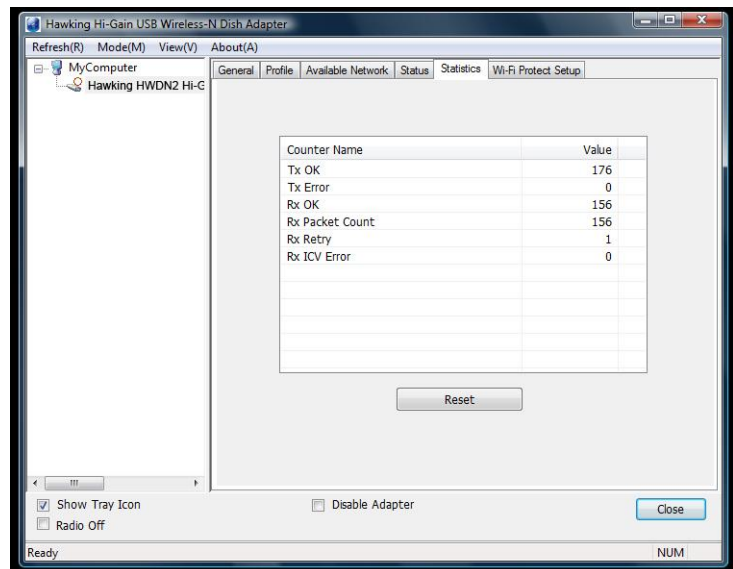 Hawking Hi-Gain USB Wireless-N Dish Adapter
Refresh(R) Mode(M) View(V) About(A)
MyComputer
Hawking HWDN2 Hi-G
General Profile Available Network Status Statistics Wi-Fi Protect Setup
Counter Name Value
Tx OK 176
Tx Error 0
Rx OK 156
Rx Packet Count 156
Rx Retry 1
Rx ICV Error 0
Reset
Show Tray Icon Disable Adapter
Radio Off
Close
Ready NUM